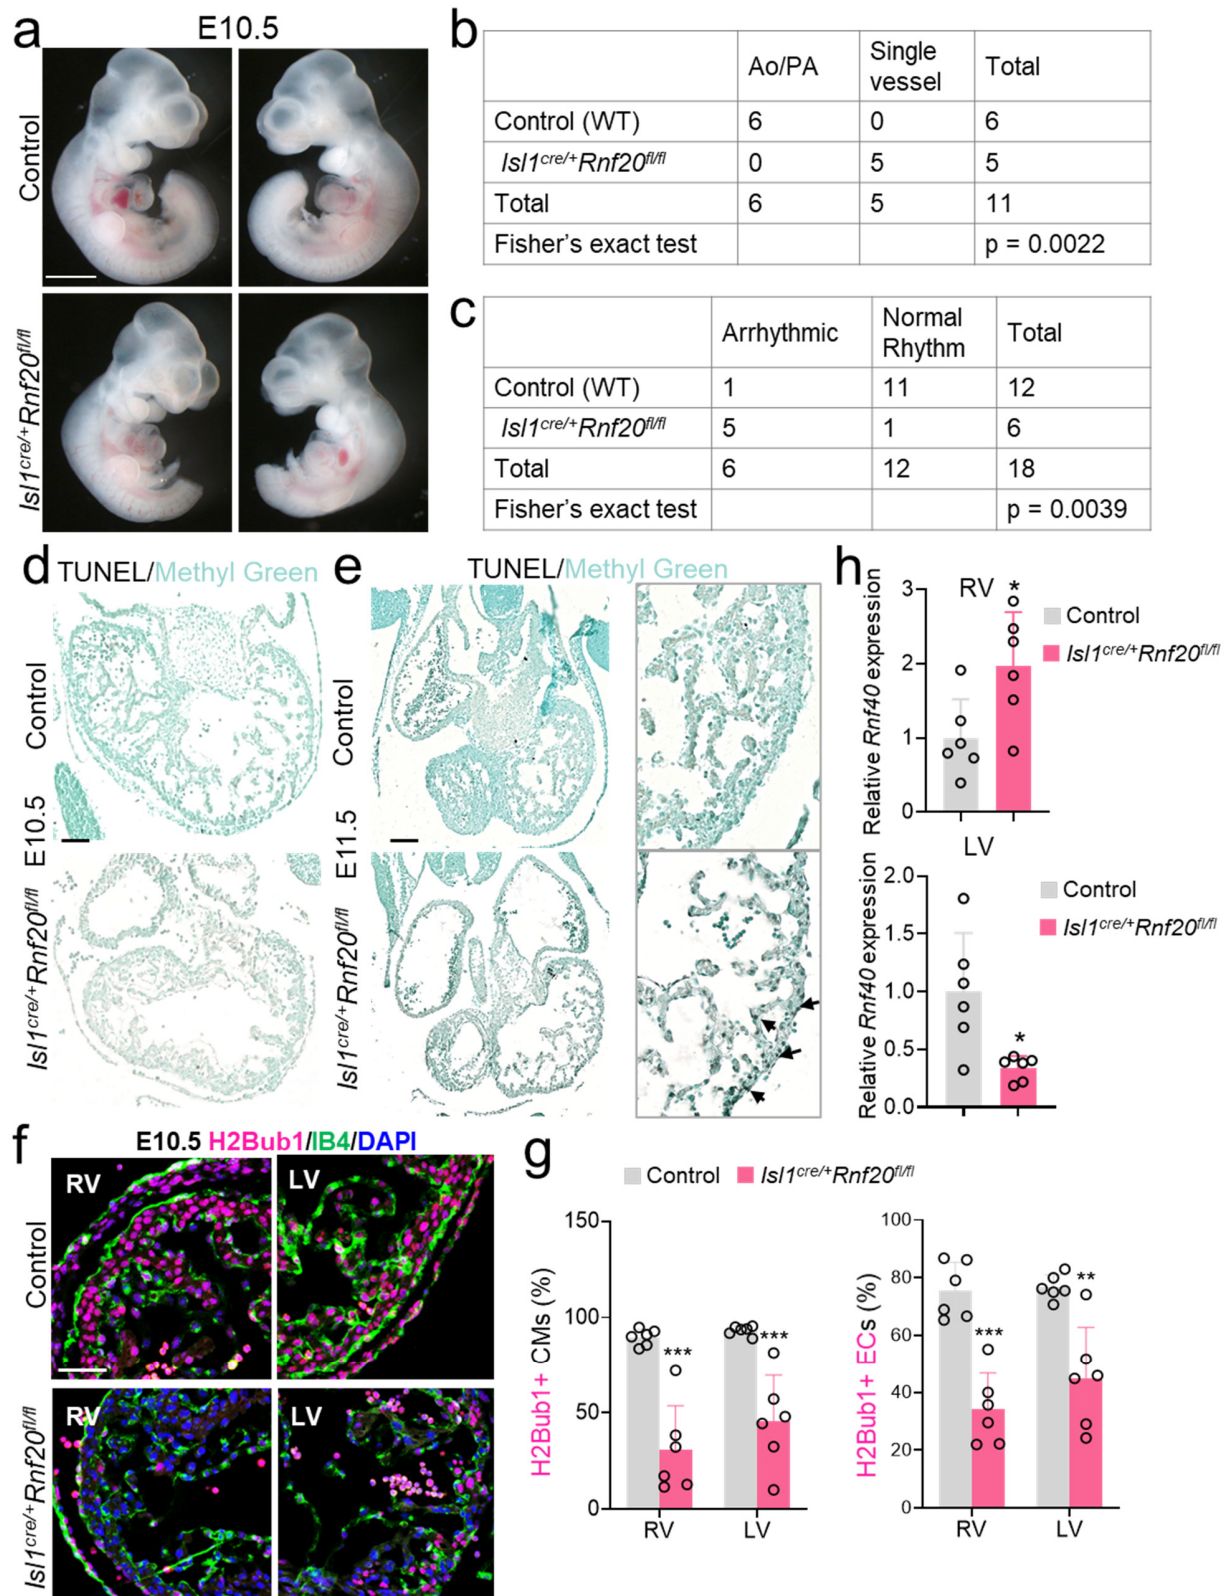 a
E10.5
Control
Isl1cre/+Rnf20fl/fl
b
Ao/PA
Single
vessel
Total
Control (WT) 6 0 6
Isl1cre/+Rnf20fl/fl 0 5 5
Total 6 5 11
Fisher's exact test p = 0.0022
c
Arrhythmic
Normal
Rhythm
Total
Control (WT) 1 11 12
Isl1cre/+Rnf20fl/fl 5 1 6
Total 6 12 18
Fisher's exact test p = 0.0039
d
TUNEL/Methyl Green
Control
E10.5
Isl1cre/+Rnf20fl/fl
e
TUNEL/Methyl Green
Control
E11.5
Isl1cre/+Rnf20fl/fl
h
RV
Relative Rnf40 expression
3
2
1
0
*
Control
Isl1cre/+Rnf20fl/fl
LV
Relative Rnf40 expression
2.0
1.5
1.0
0.5
0.0
*
Control
Isl1cre/+Rnf20fl/fl
f
E10.5 H2Bub1/IB4/DAPI
Control
RV
LV
Isl1cre/+Rnf20fl/fl
RV
LV
g
Control Isl1cre/+Rnf20fl/fl
H2Bub1+ CMs (%)
150
100
50
0
***
***
RV LV
H2Bub1+ ECs (%)
100
80
60
40
20
0
***
**
RV LV